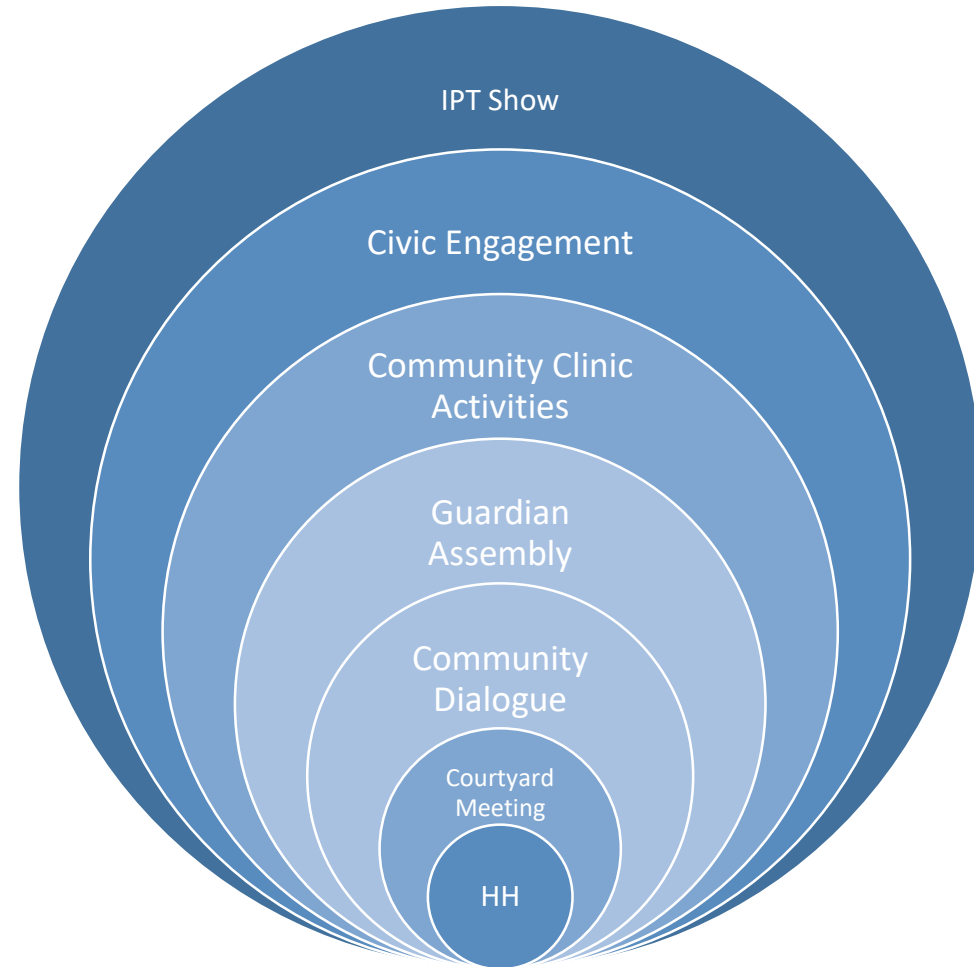 IPT Show
Civic Engagement
Community Clinic
Activities
Guardian
Assembly
Community
Dialogue
Courtyard
Meeting
HH